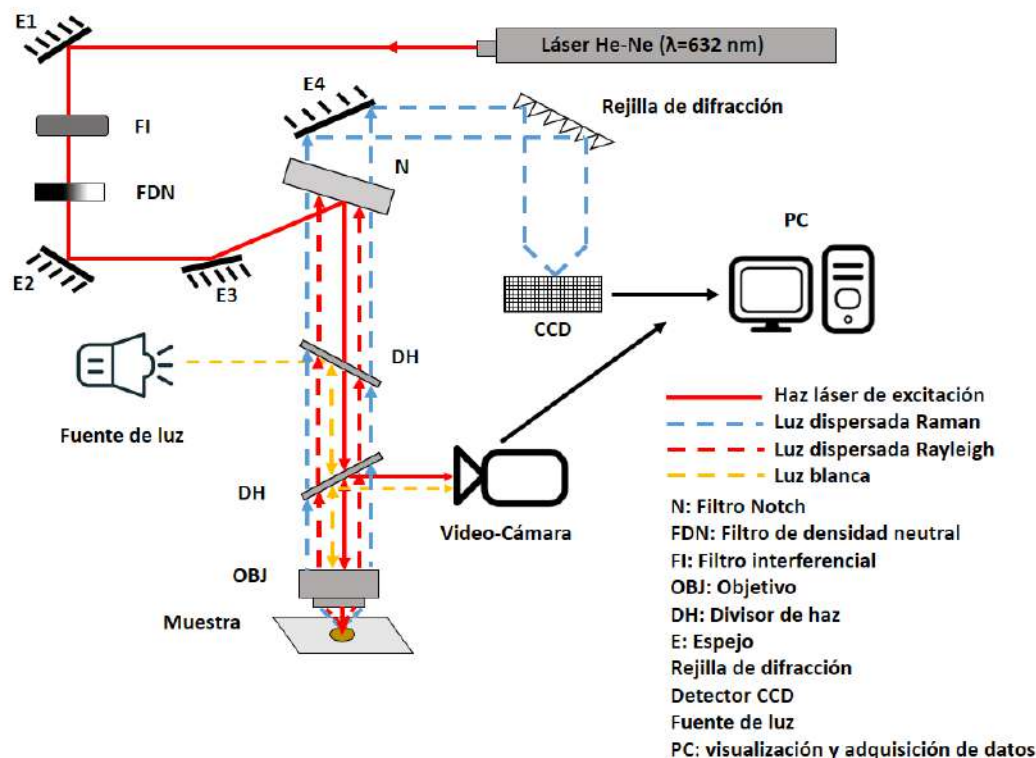 E1
Láser He-Ne (λ=632 nm)
E4
Rejilla de difracción
FI
N
FDN
PC
E2
E3
CCD
DH
Fuente de luz
Haz láser de excitación
Luz dispersada Raman
Luz dispersada Rayleigh
Luz blanca
DH
Video-Cámara
N: Filtro Notch
FDN: Filtro de densidad neutral
FI: Filtro interferencial
OBJ: Objetivo
DH: Divisor de haz
E: Espejo
Rejilla de difracción
Detector CCD
Fuente de luz
PC: visualización y adquisición de datos
OBJ
Muestra